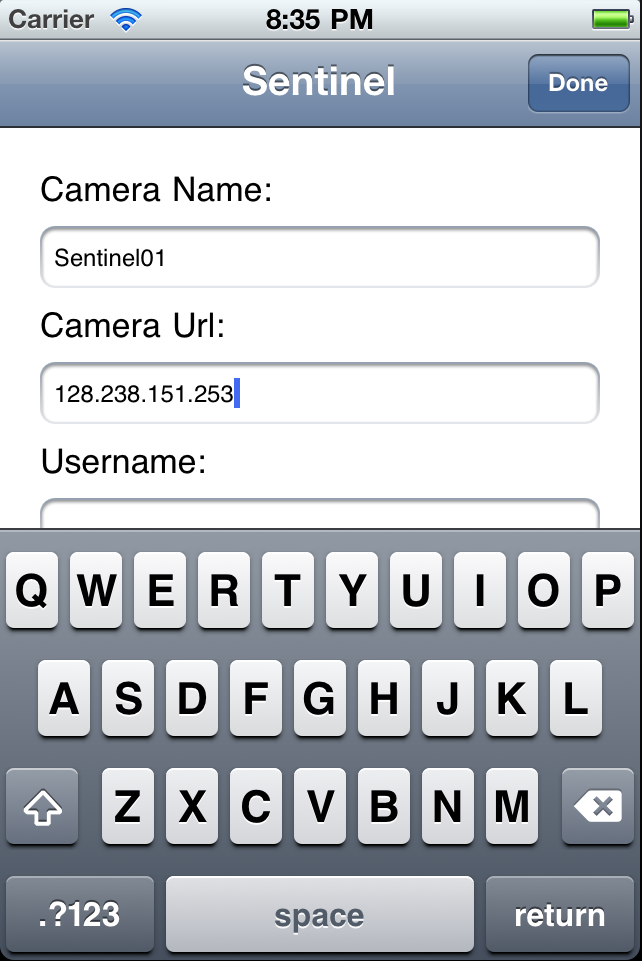 Carrier 8:35 PM
Sentinel Done
Camera Name:
Sentinel01
Camera Url:
128.238.151.253
Username:
Q W E R T Y U I O P
A S D F G H J K L
Z X C V B N M
.?123 space return